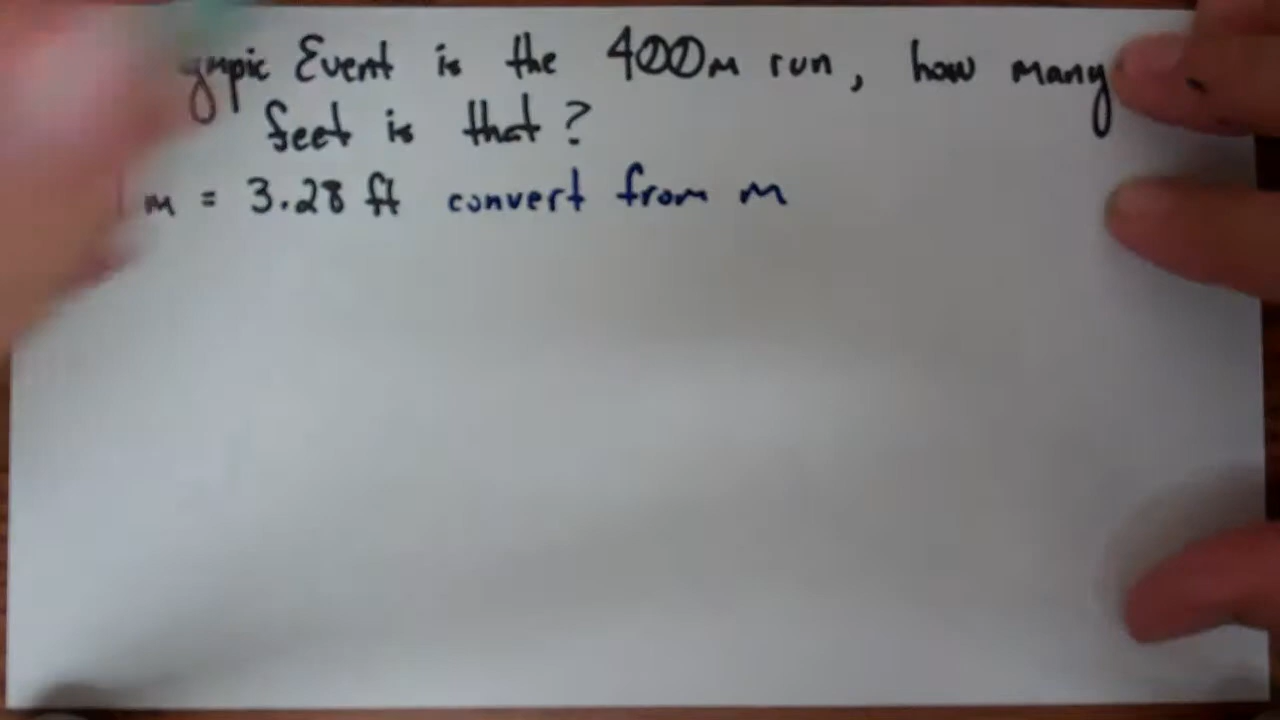 Event is the 400m run, how many
feet is that?
m = 3.28 ft convert from m